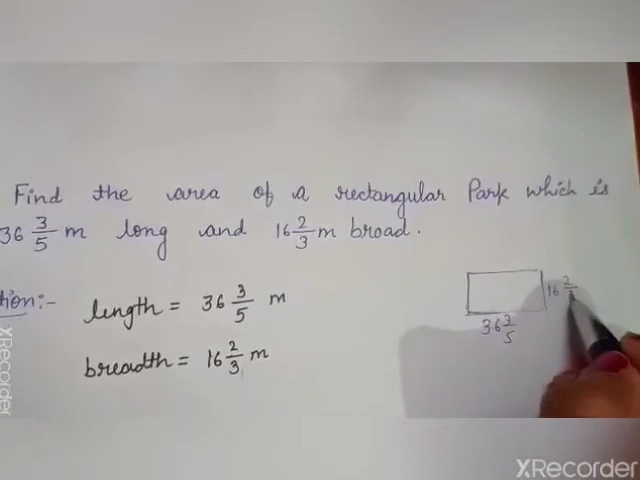 Find the area of a rectangular Park which is
36 3/5 m long and 16 2/3 m broad.
tion:-
length = 36 3/5 m
breadth = 16 2/3 m
36 3/5
16 2/
XRecorder
XRecorder